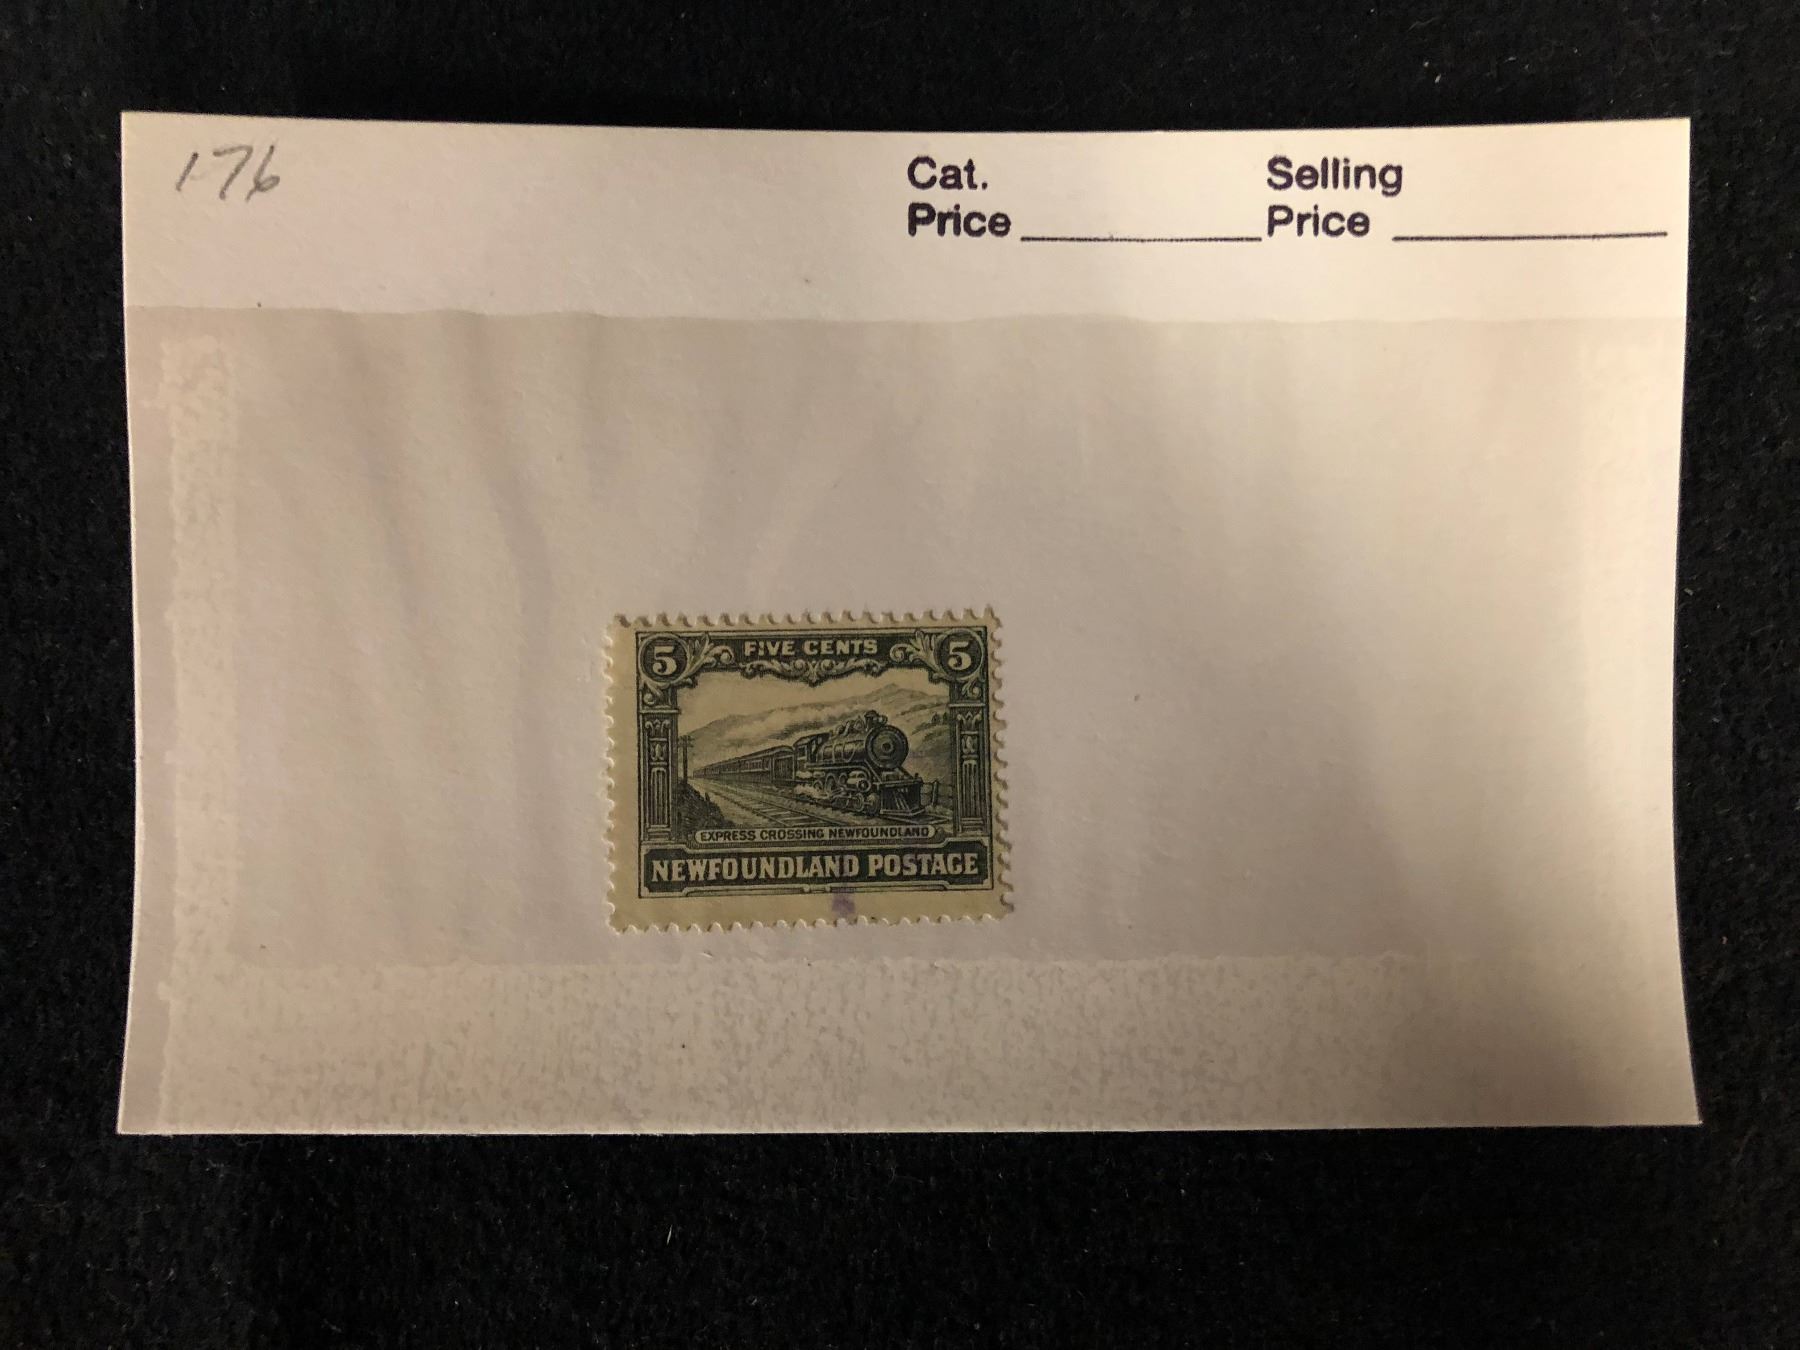 176
Cat. Selling
Price Price
5 FIVE CENTS 5
EXPRESS CROSSING NEWFOUNDLAND
NEWFOUNDLAND POSTAGE